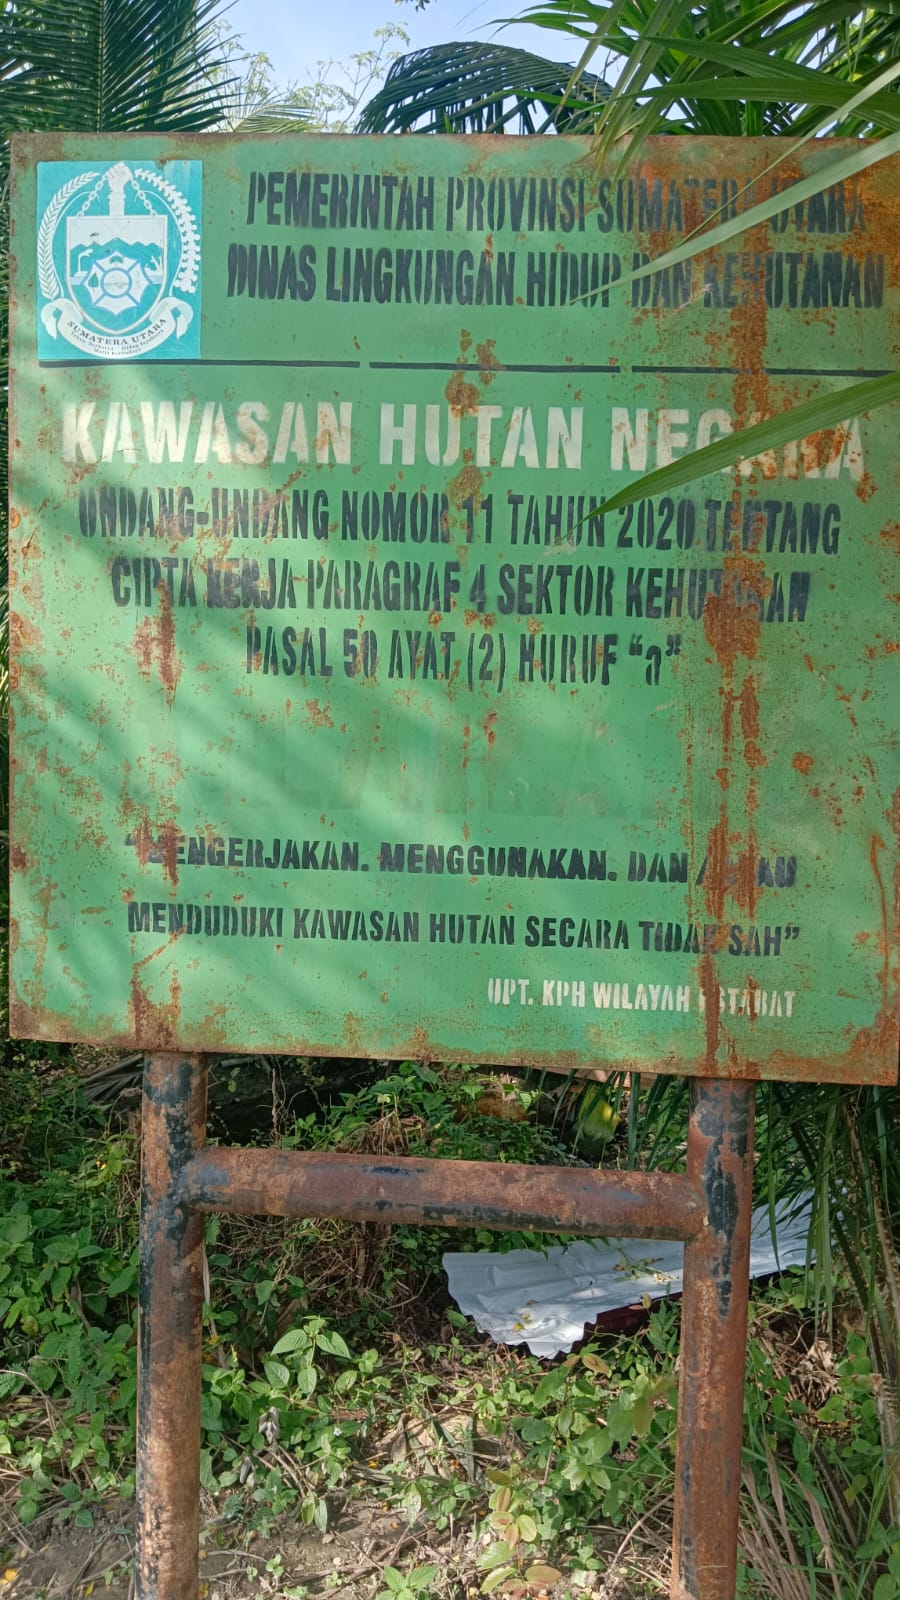 PEMERINTAH PROVINSI SUMATERA UTARA
DINAS LINGKUNGAN HIDUP DAN KEHUTANAN
SUMATERA UTARA
KAWASAN HUTAN NEGARA
UNDANG-UNDANG NOMOR 11 TAHUN 2020 TENTANG
CIPTA KERJA PARAGRAF 4 SEKTOR KEHUTANAN
PASAL 50 AYAT (2) HURUF "a"
"MENGERJAKAN. MENGGUNAKAN. DAN / ATAU
MENDUDUKI KAWASAN HUTAN SECARA TIDAK SAH"
UPT. KPH WILAYAH I STABAT